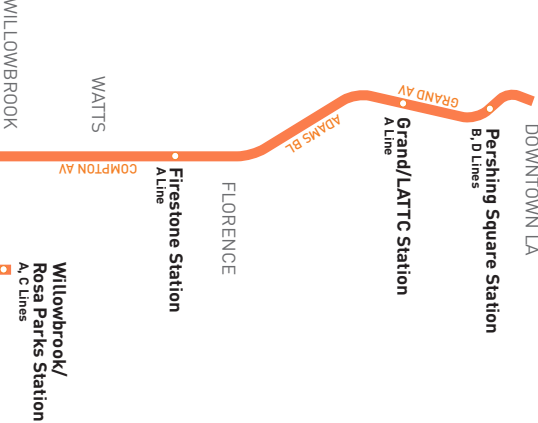 DOWNTOWN LA
Pershing Square Station
B, D Lines
GRAND AV
Grand/LATTC Station
A Line
ADAMS BL
FLORENCE
Firestone Station
A Line
COMPTON AV
WATTS
WILLOWBROOK
Willowbrook/
Rosa Parks Station
A, C Lines